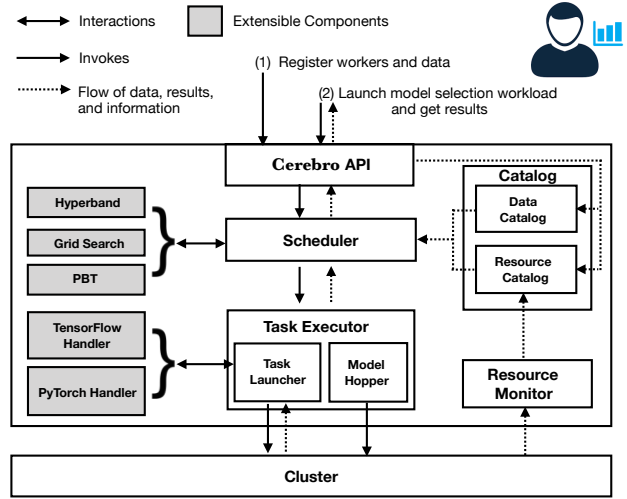 Interactions
Extensible Components
Invokes
Flow of data, results,
and information
(1) Register workers and data
(2) Launch model selection workload
and get results
Cerebro API
Catalog
Data
Catalog
Resource
Catalog
Hyperband
Grid Search
PBT
Scheduler
TensorFlow
Handler
PyTorch Handler
Task Executor
Task
Launcher
Model
Hopper
Resource
Monitor
Cluster